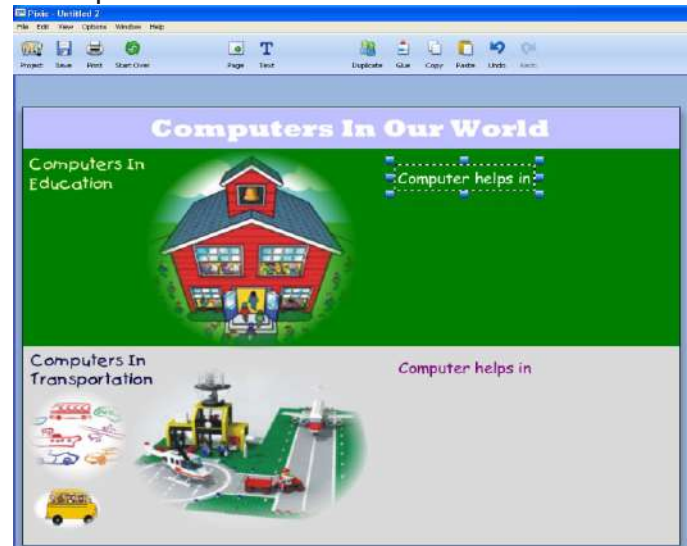 Pixie - Untitled 2
File Edit View Options Window Help
Project Save Print Start Over Page Text Duplicate Glue Copy Paste Undo Redo
Computers In Our World
Computers In
Education
Computer helps in
Computers In
Transportation
Computer helps in